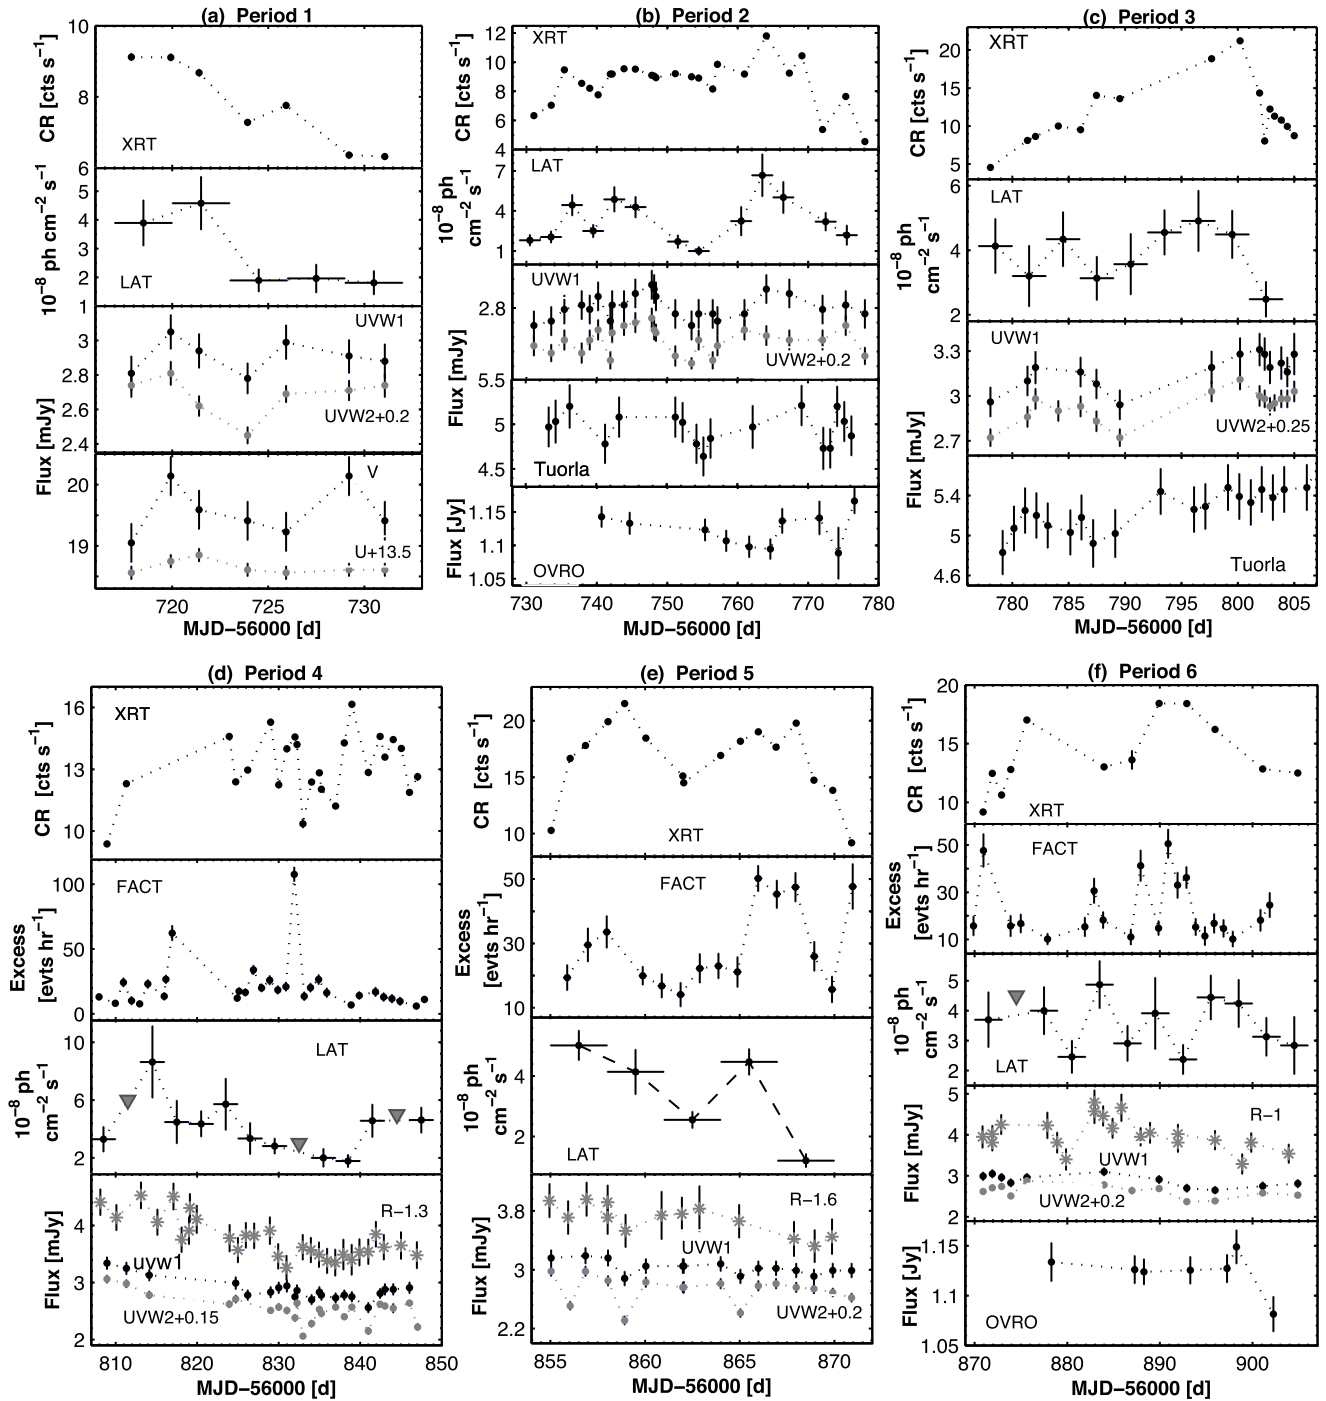 (a) Period 1
10
8
6
CR [cts s⁻¹]
XRT
5
4
3
2
1
10⁻⁸ ph cm⁻² s⁻¹
LAT
3
2.8
2.6
2.4
UVW1
UVW2+0.2
Flux [mJy]
20
19
V
U+13.5
720 725 730
MJD−56000 [d]
(b) Period 2
12
10
8
6
4
CR [cts s⁻¹]
XRT
7
4
1
10⁻⁸ ph
cm⁻² s⁻¹
LAT
2.8
UVW1
UVW2+0.2
Flux [mJy]
5.5
5
4.5
Tuorla
1.15
1.1
1.05
Flux [Jy]
OVRO
730 740 750 760 770 780
MJD−56000 [d]
(c) Period 3
20
15
10
5
CR [cts s⁻¹]
XRT
6
4
2
10⁻⁸ ph
cm⁻² s⁻¹
LAT
3.3
3
2.7
UVW1
UVW2+0.25
Flux [mJy]
5.4
5
4.6
Tuorla
780 785 790 795 800 805
MJD−56000 [d]
(d) Period 4
16
13
10
CR [cts s⁻¹]
XRT
100
50
0
Excess
[evts hr⁻¹]
FACT
10
6
2
10⁻⁸ ph
cm⁻² s⁻¹
LAT
4
3
2
Flux [mJy]
R−1.3
UVW1
UVW2+0.15
810 820 830 840 850
MJD−56000 [d]
(e) Period 5
20
15
10
CR [cts s⁻¹]
XRT
50
30
10
Excess
[evts hr⁻¹]
FACT
4
2
10⁻⁸ ph
cm⁻² s⁻¹
LAT
3.8
3
2.2
Flux [mJy]
R−1.6
UVW1
UVW2+0.2
855 860 865 870
MJD−56000 [d]
(f) Period 6
20
15
10
CR [cts s⁻¹]
XRT
50
30
10
Excess
[evts hr⁻¹]
FACT
5
4
3
2
10⁻⁸ ph
cm⁻² s⁻¹
LAT
5
4
3
2
Flux [mJy]
R−1
UVW1
UVW2+0.2
1.15
1.1
1.05
Flux [Jy]
OVRO
870 880 890 900
MJD−56000 [d]